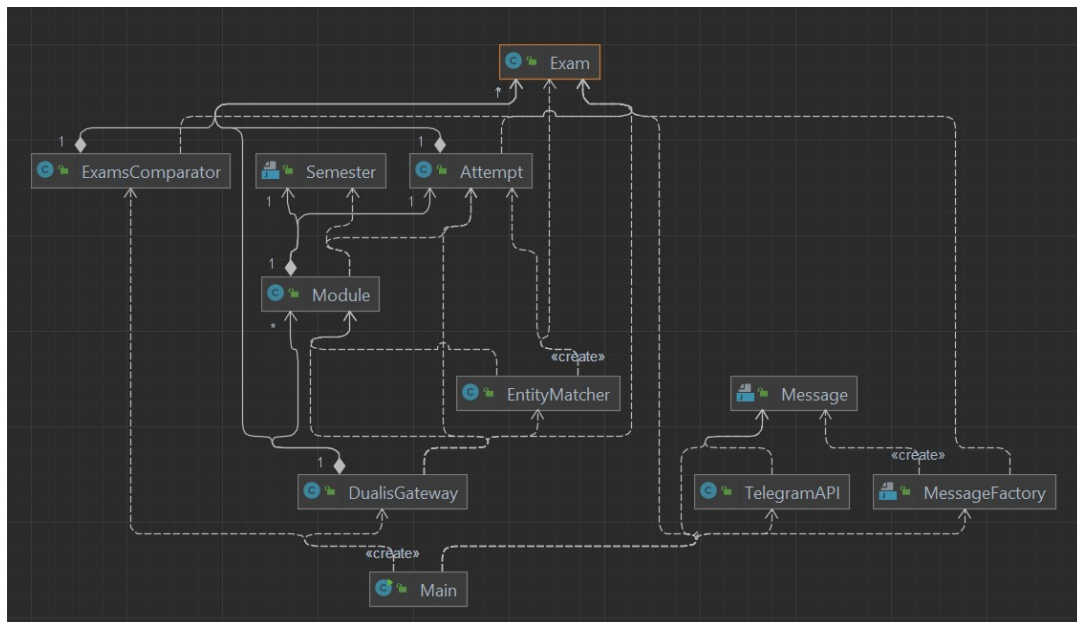 Exam
*
1
1
ExamsComparator
Semester
Attempt
1
1
1
Module
*
«create»
EntityMatcher
Message
«create»
1
DualisGateway
TelegramAPI
MessageFactory
«create»
Main